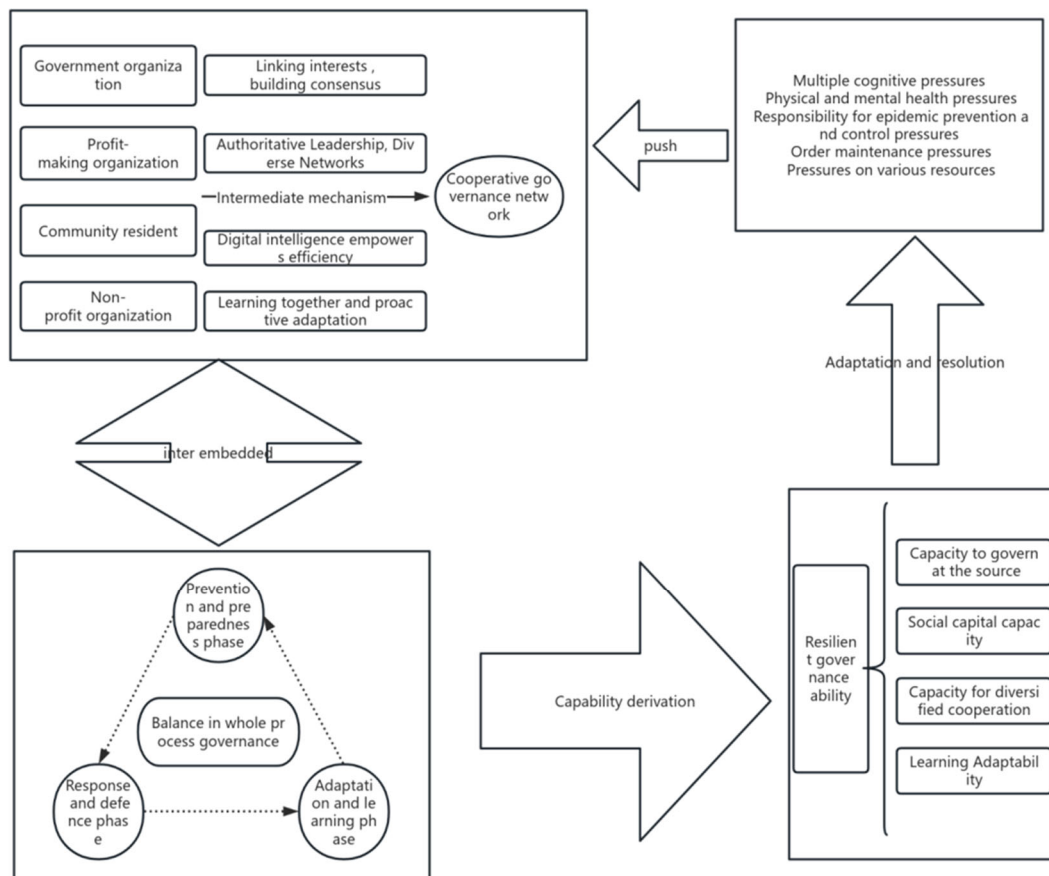 Government organiza
tion
Linking interests ,
building consensus
Profit-
making organization
Authoritative Leadership, Div
erse Networks
Intermediate mechanism
Cooperative go
vernance netw
ork
Community resident
Digital intelligence empower
s efficiency
Non-
profit organization
Learning together and proac
tive adaptation
push
Multiple cognitive pressures
Physical and mental health pressures
Responsibility for epidemic prevention a
nd control pressures
Order maintenance pressures
Pressures on various resources
Adaptation and resolution
inter embedded
Preventio
n and pre
parednes
s phase
Balance in whole pr
ocess governance
Response
and defe
nce phas
e
Adaptati
on and le
arning ph
ase
Capability derivation
Resilien
t gover
nance
ability
Capacity to govern
at the source
Social capital capac
ity
Capacity for diversi
fied cooperation
Learning Adaptabil
ity